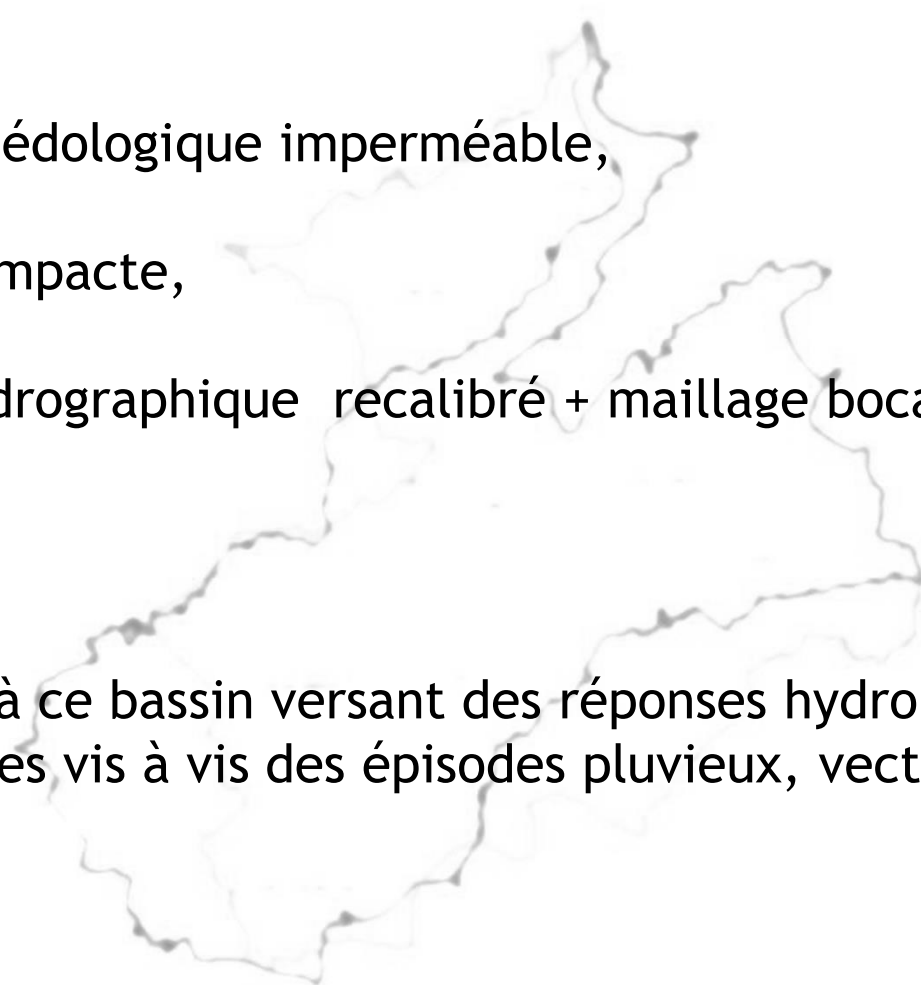 édologique imperméable,
mpacte,
drographique recalibré + maillage boca
à ce bassin versant des réponses hydro
es vis à vis des épisodes pluvieux, vect